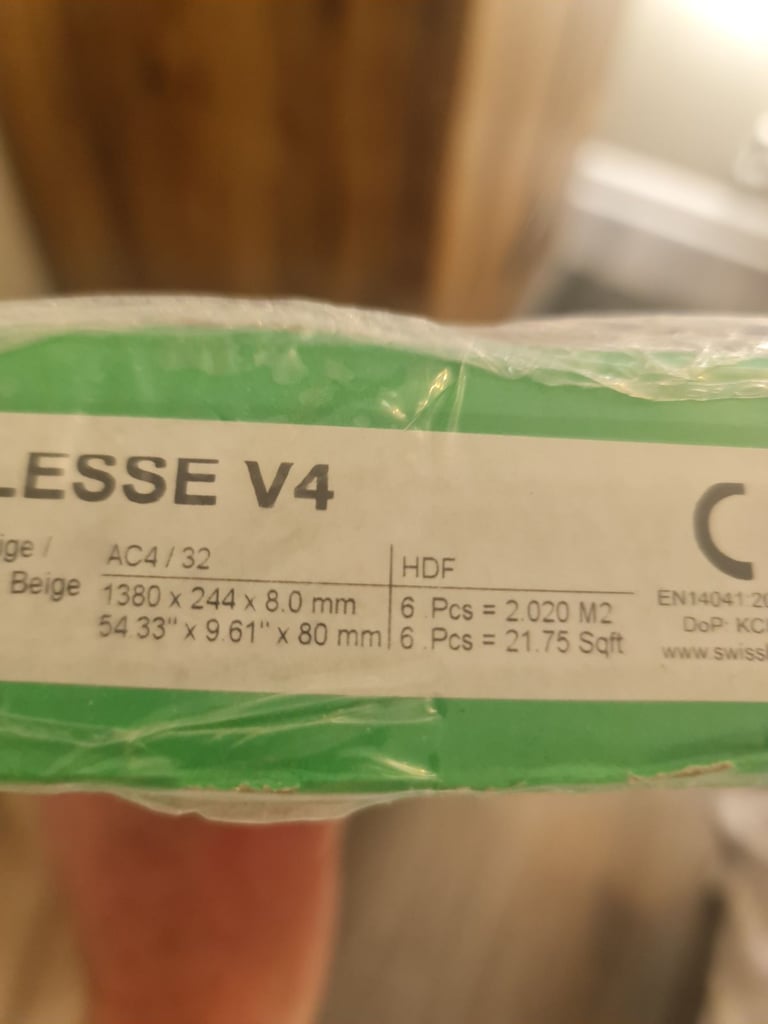 LESSE V4
ige /
Beige
AC4 / 32
1380 x 244 x 8.0 mm
54.33" x 9.61" x 80 mm
HDF
6 .Pcs = 2.020 M2
6 .Pcs = 21.75 Sqft
EN14041:20
DoP: KC
www.swiss